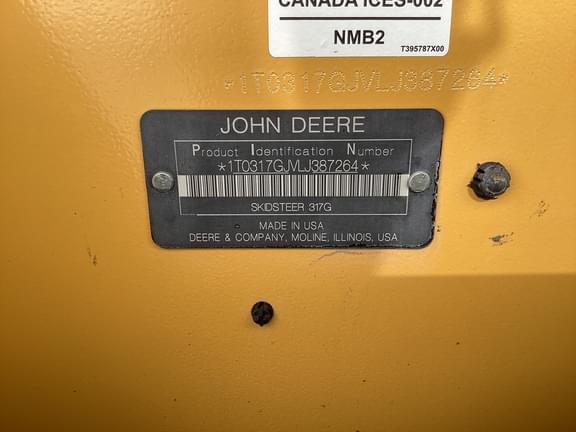 CANADA ICES-002
NMB2
T395787X00
*1T0317GJVLJ387264*
JOHN DEERE
Product Identification Number
*1T0317GJVLJ387264*
SKIDSTEER 317G
MADE IN USA
DEERE & COMPANY, MOLINE, ILLINOIS, USA